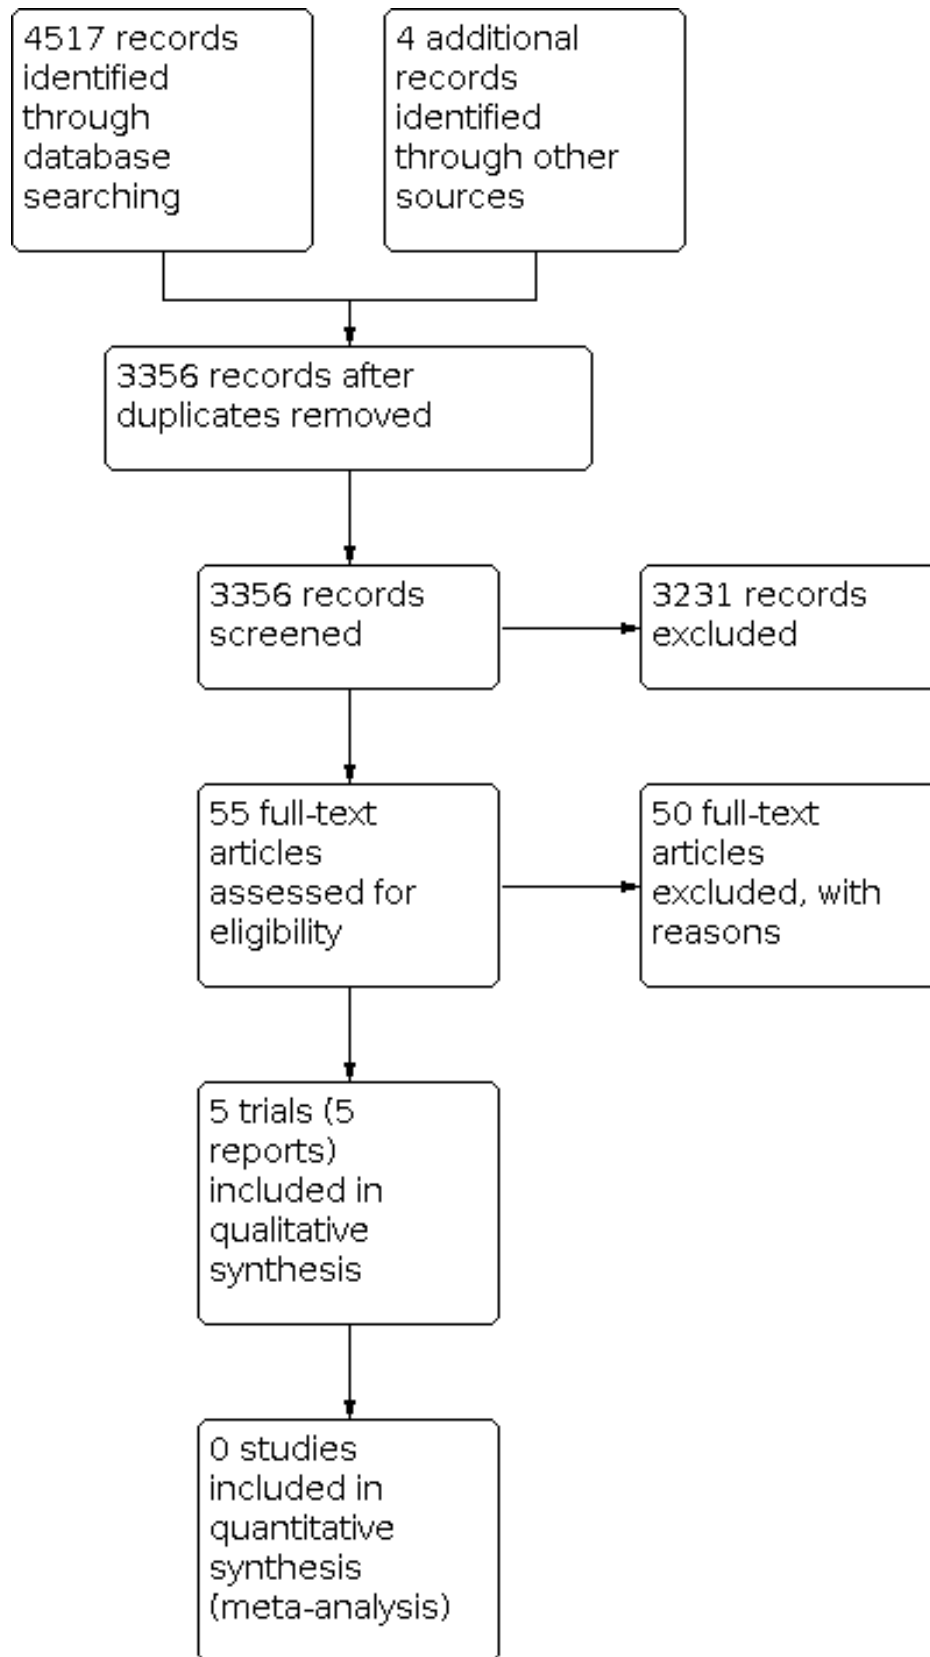 4517 records
identified
through
database
searching
4 additional
records
identified
through other
sources
3356 records after
duplicates removed
3356 records
screened
3231 records
excluded
55 full-text
articles
assessed for
eligibility
50 full-text
articles
excluded, with
reasons
5 trials (5
reports)
included in
qualitative
synthesis
0 studies
included in
quantitative
synthesis
(meta-analysis)